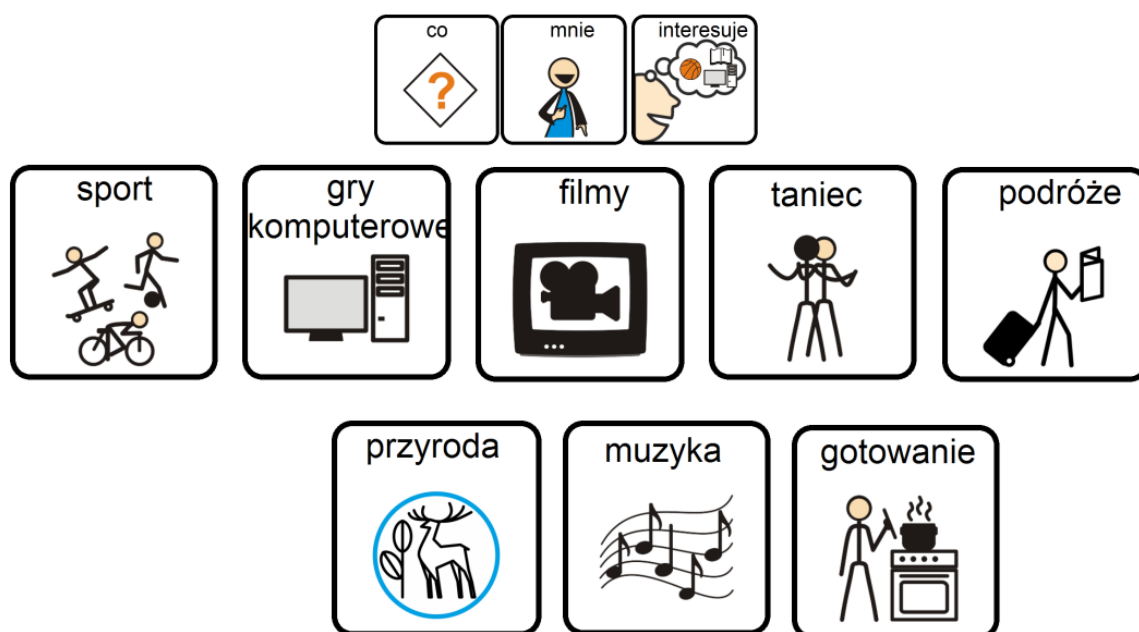 co mnie interesuje
?
sport
gry
komputerowe
filmy
taniec
podróże
przyroda
muzyka
gotowanie